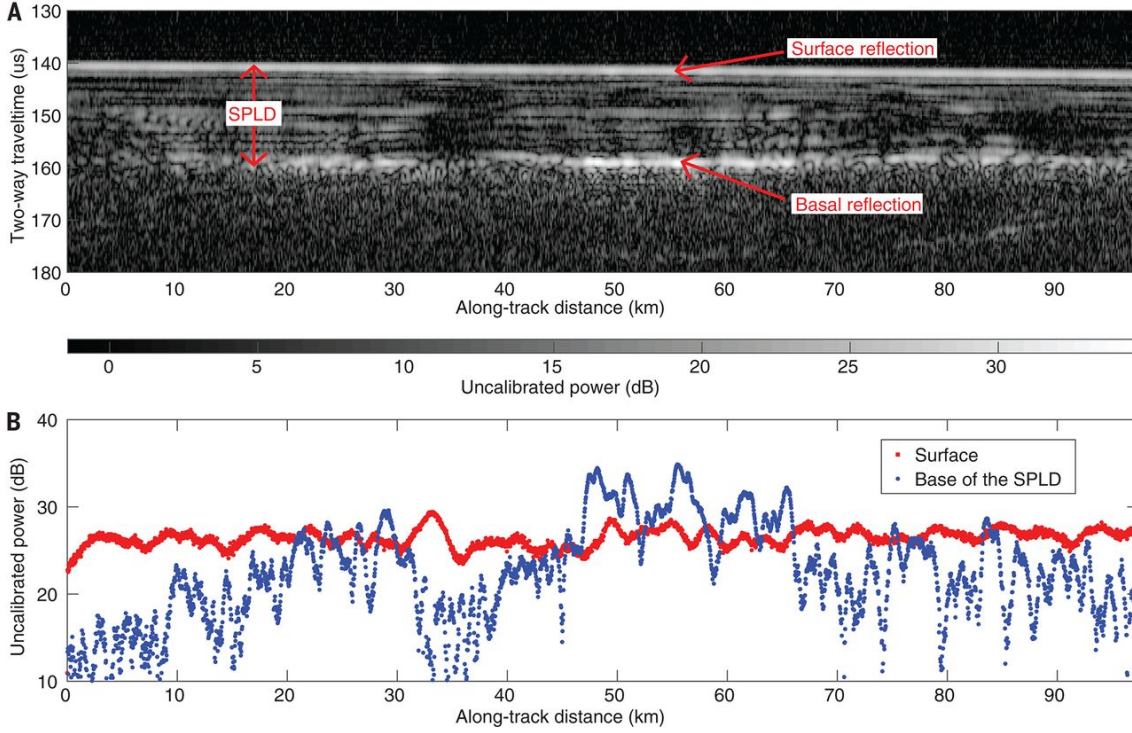 A
130
140
150
160
170
180
Two-way traveltime (us)
Surface reflection
SPLD
Basal reflection
0 10 20 30 40 50 60 70 80 90
Along-track distance (km)
0 5 10 15 20 25 30
Uncalibrated power (dB)
B
40
30
20
10
Uncalibrated power (dB)
Surface
Base of the SPLD
0 10 20 30 40 50 60 70 80 90
Along-track distance (km)